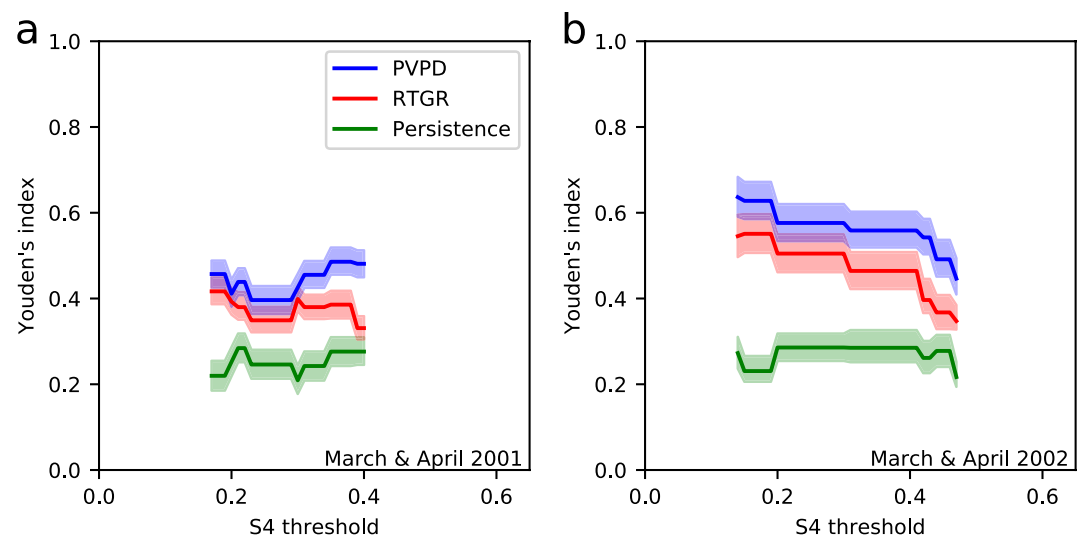 a
1.0
0.8
0.6
0.4
0.2
0.0
Youden's index
PVPD
RTGR
Persistence
March & April 2001
0.0 0.2 0.4 0.6
S4 threshold
b
1.0
0.8
0.6
0.4
0.2
0.0
Youden's index
March & April 2002
0.0 0.2 0.4 0.6
S4 threshold